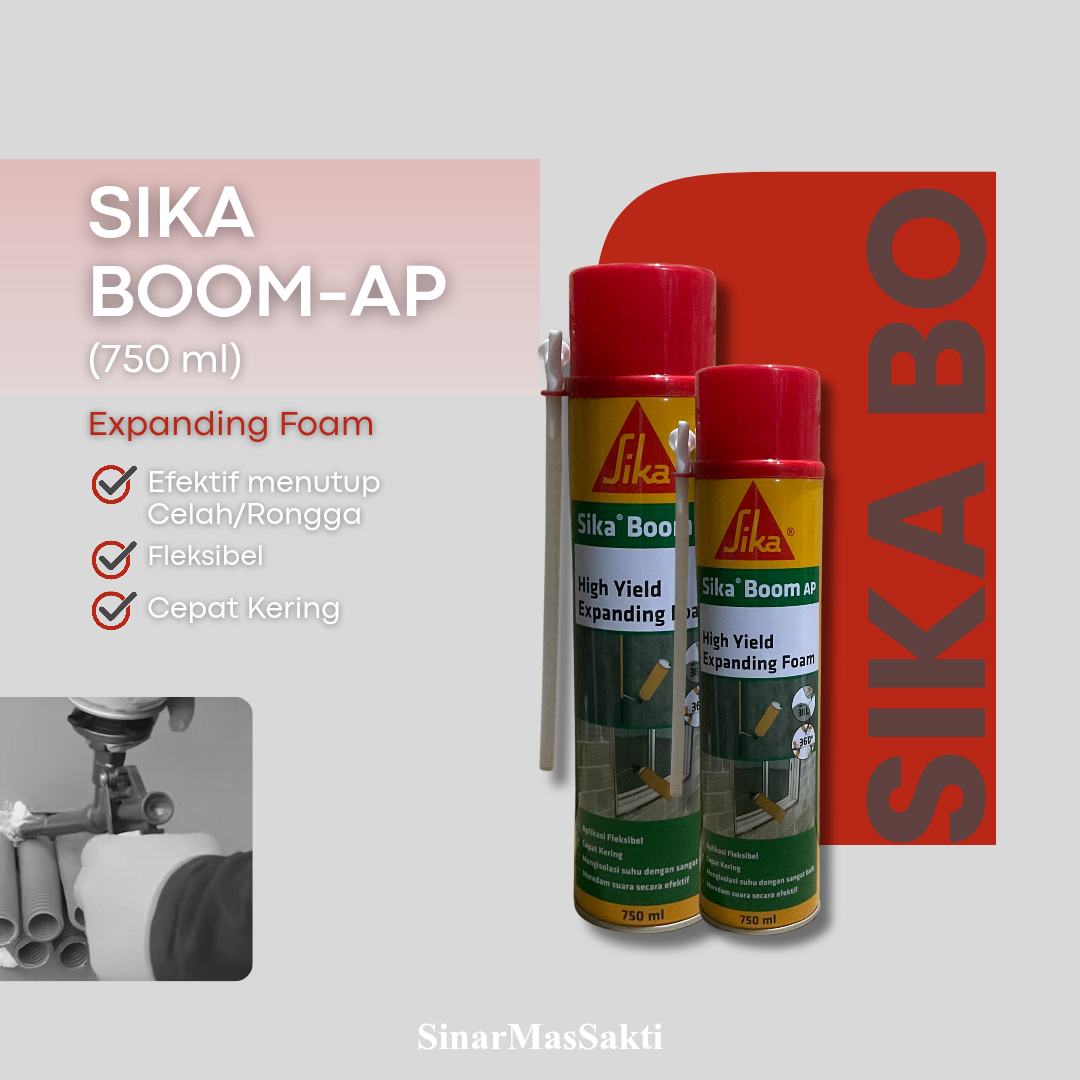 SIKA
BOOM-AP
(750 ml)
Expanding Foam
Efektif menutup
Celah/Rongga
Fleksibel
Cepat Kering
SIKA BO
Sika
Sika® Boom
High Yield
Expanding Foa
Aplikasi Fleksibel
Cepat Kering
Mengisolasi suhu dengan sangat
Meredam suara secara efektif
750 ml
Sika®
Sika® Boom AP
High Yield
Expanding Foam
360°
Aplikasi Fleksibel
Cepat Kering
Mengisolasi suhu dengan sangat baik
Meredam suara secara efektif
750 ml
SinarMasSakti